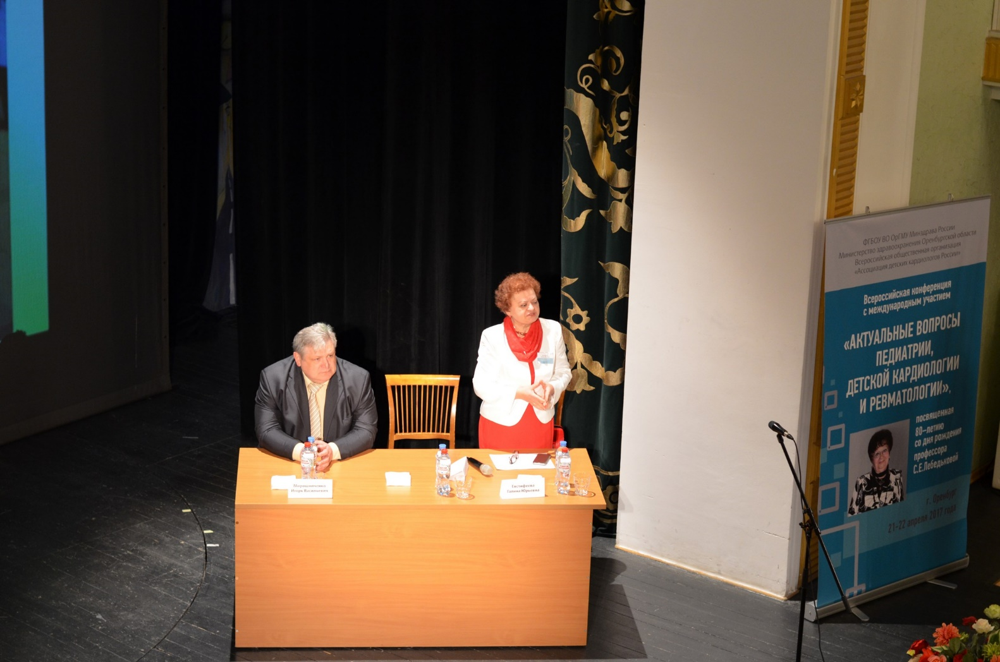 ФГБОУ ВО ОрГМУ Минздрава России
Министерство здравоохранения Оренбургской области
Всероссийская общественная организация
«Ассоциация детских кардиологов России»
Всероссийская конференция
с международным участием
«АКТУАЛЬНЫЕ ВОПРОСЫ
ПЕДИАТРИИ,
ДЕТСКОЙ КАРДИОЛОГИИ
И РЕВМАТОЛОГИИ»,
посвященная
80–летию
со дня рождения
профессора
С.Е.Лебедьковой
г. Оренбург
21-22 апреля 2017 года
Мирошниченко
Игорь Васильевич
Евстифеева
Галина Юрьевна